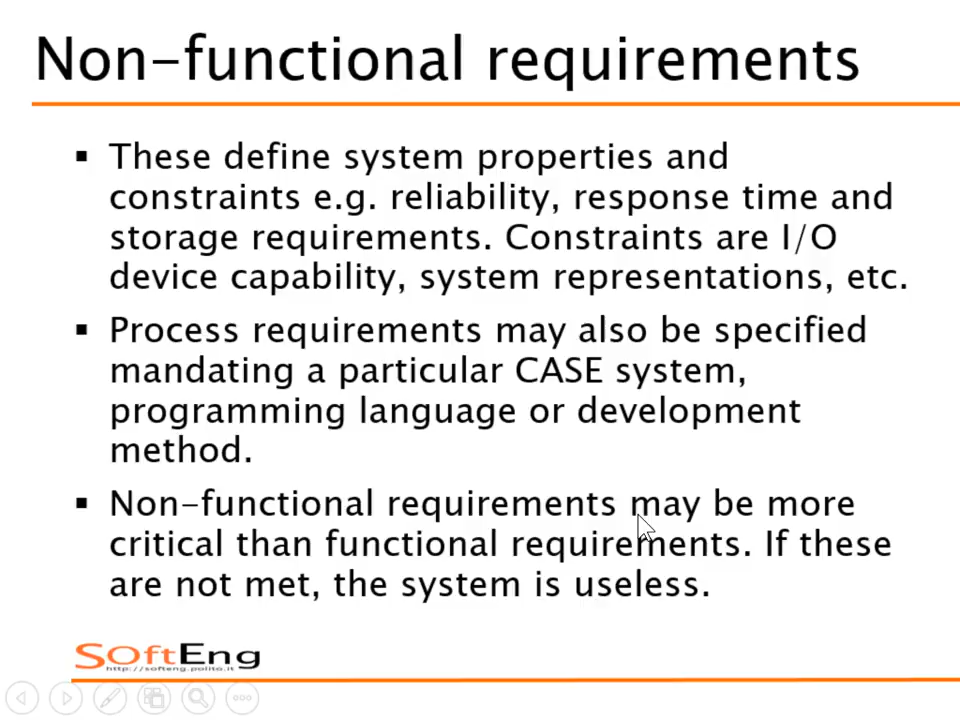 Non-functional requirements
▪ These define system properties and
constraints e.g. reliability, response time and
storage requirements. Constraints are I/O
device capability, system representations, etc.
▪ Process requirements may also be specified
mandating a particular CASE system,
programming language or development
method.
▪ Non-functional requirements may be more
critical than functional requirements. If these
are not met, the system is useless.
SOftEng
http://softeng.polito.it